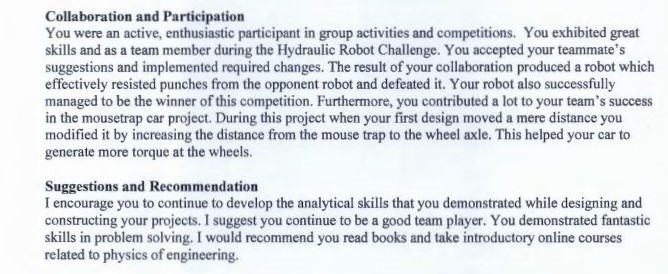 Collaboration and Participation
You were an active, enthusiastic participant in group activities and competitions.  You exhibited great
skills and as a team member during the Hydraulic Robot Challenge. You accepted your teammate's
suggestions and implemented required changes. The result of your collaboration produced a robot which
effectively resisted punches from the opponent robot and defeated it. Your robot also successfully
managed to be the winner of this competition. Furthermore, you contributed a lot to your team's success
in the mousetrap car project. During this project when your first design moved a mere distance you
modified it by increasing the distance from the mouse trap to the wheel axle. This helped your car to
generate more torque at the wheels.
Suggestions and Recommendation
I encourage you to continue to develop the analytical skills that you demonstrated while designing and
constructing your projects. I suggest you continue to be a good team player. You demonstrated fantastic
skills in problem solving. I would recommend you read books and take introductory online courses
related to physics of engineering.